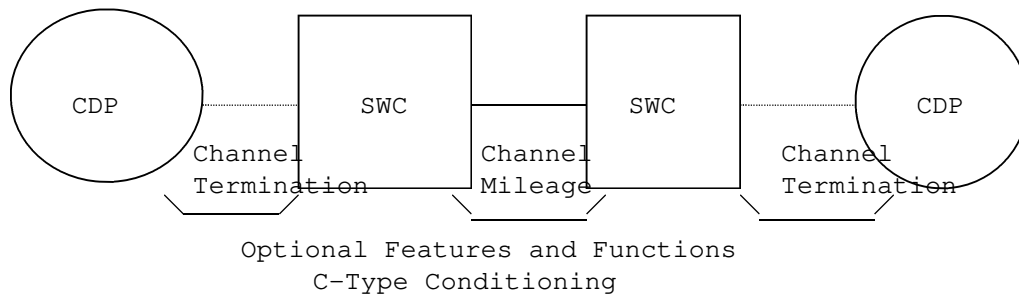 CDP SWC SWC CDP
Channel Channel Channel
Termination Mileage Termination
Optional Features and Functions
C-Type Conditioning